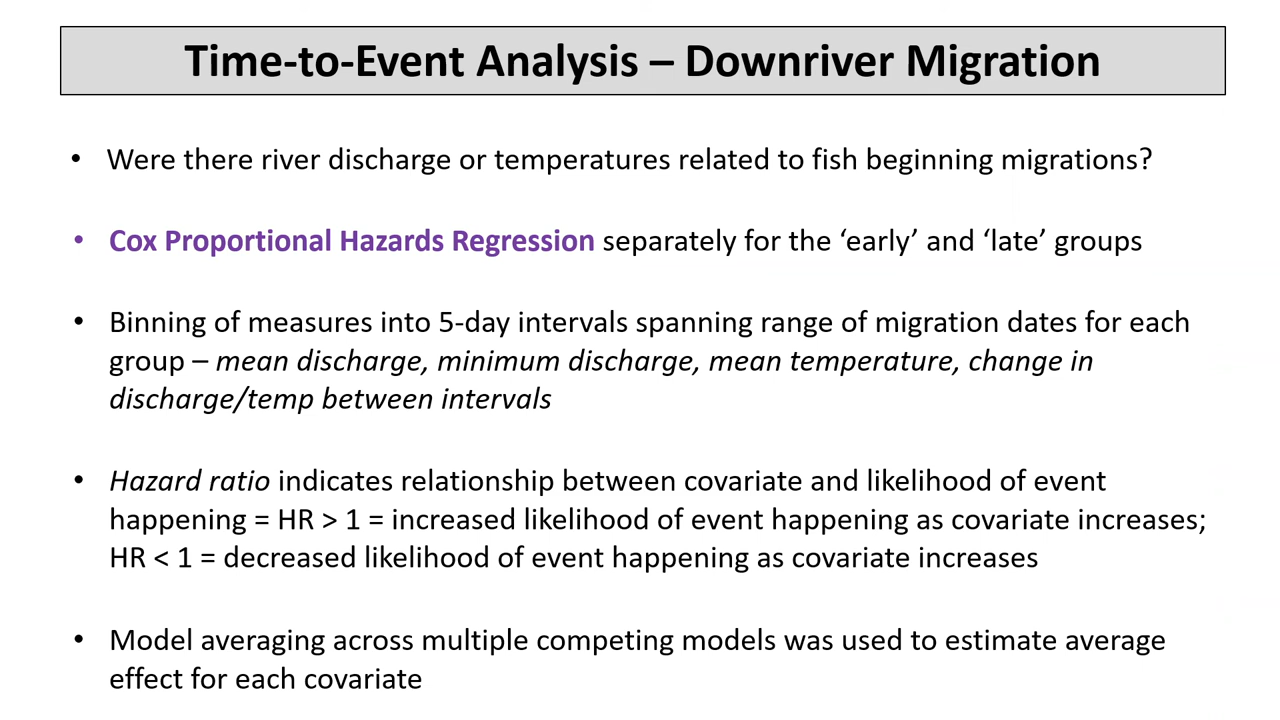 Time-to-Event Analysis – Downriver Migration
• Were there river discharge or temperatures related to fish beginning migrations?
• Cox Proportional Hazards Regression separately for the ‘early’ and ‘late’ groups
• Binning of measures into 5-day intervals spanning range of migration dates for each
group – mean discharge, minimum discharge, mean temperature, change in
discharge/temp between intervals
• Hazard ratio indicates relationship between covariate and likelihood of event
happening = HR > 1 = increased likelihood of event happening as covariate increases;
HR < 1 = decreased likelihood of event happening as covariate increases
• Model averaging across multiple competing models was used to estimate average
effect for each covariate